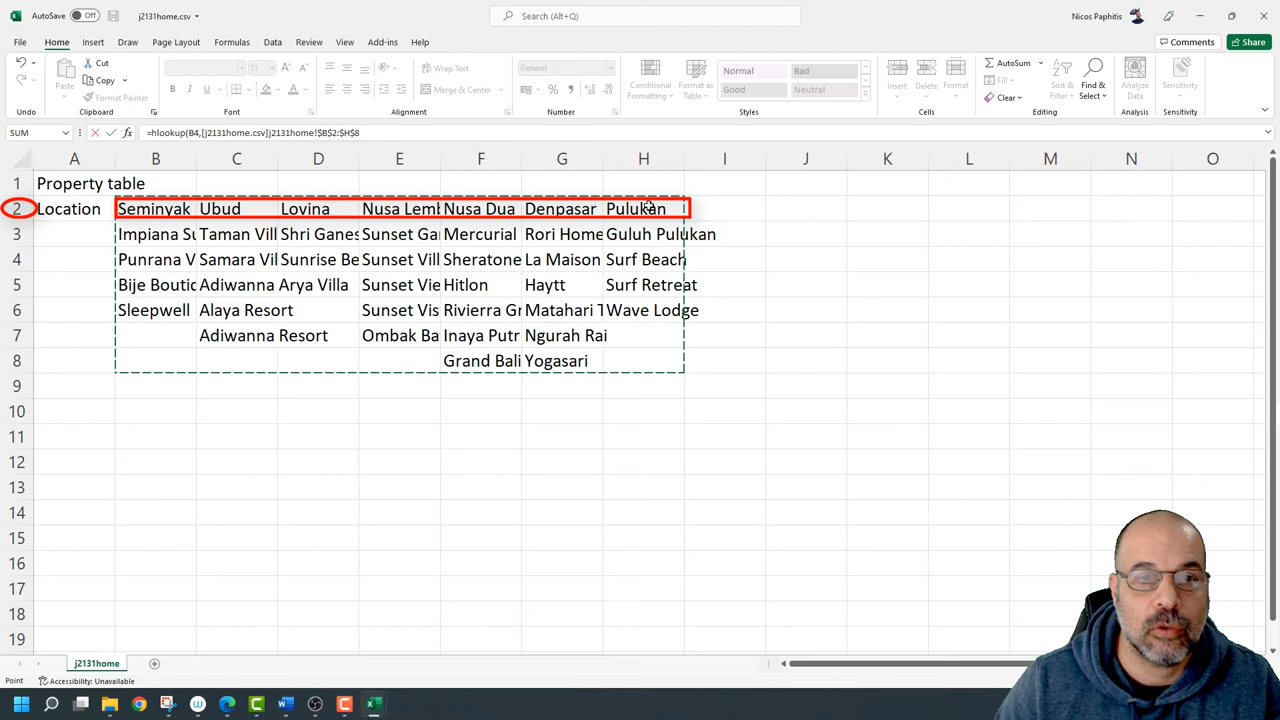 AutoSave Off j2131home.csv Search (Alt+Q) Nicos Paphitis
File Home Insert Draw Page Layout Formulas Data Review View Add-ins Help Comments Share
Cut
Copy
Format Painter
Paste
Undo Clipboard
11
B I U
Font
Wrap Text
Merge & Center
Alignment
General
Number
Conditional Formatting
Format as Table
Normal Bad
Good Neutral
Styles
Insert Delete Format
Cells
AutoSum
Fill
Clear
Sort & Filter
Find & Select
Editing
Analyze Data
Analysis
Sensitivity
Sensitivity
SUM =hlookup(B4,[j2131home.csv]j2131home!$B$2:$H$8
A B C D E F G H I J K L M N O
1 Property table
2 Location Seminyak Ubud Lovina Nusa Lemb Nusa Dua Denpasar Pulukan
3 Impiana Su Taman Vill Shri Ganes Sunset Ga Mercurial Rori Home Guluh Pulukan
4 Punrana V Samara Vil Sunrise Be Sunset Vill Sheratone La Maison Surf Beach
5 Bije Boutic Adiwanna Arya Villa Sunset Vie Hitlon Haytt Surf Retreat
6 Sleepwell Alaya Resort Sunset Vis Rivierra Gr Matahari T Wave Lodge
7 Adiwanna Resort Ombak Ba Inaya Putr Ngurah Rai
8 Grand Bali Yogasari
9
10
11
12
13
14
15
16
17
18
19
j2131home
Point Accessibility: Unavailable